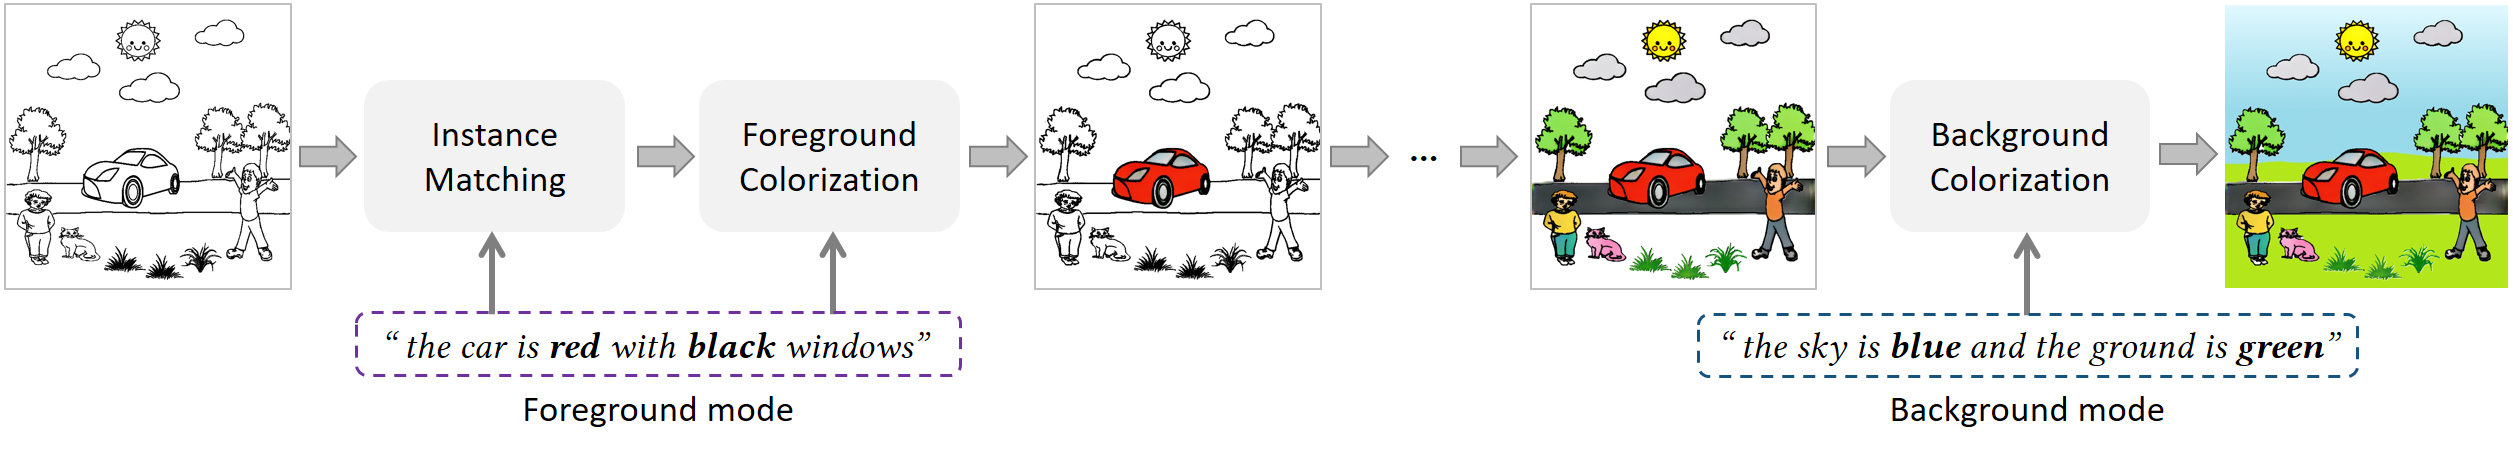 Instance
Matching
Foreground
Colorization
...
Background
Colorization
“ the car is red with black windows”
“ the sky is blue and the ground is green”
Foreground mode
Background mode